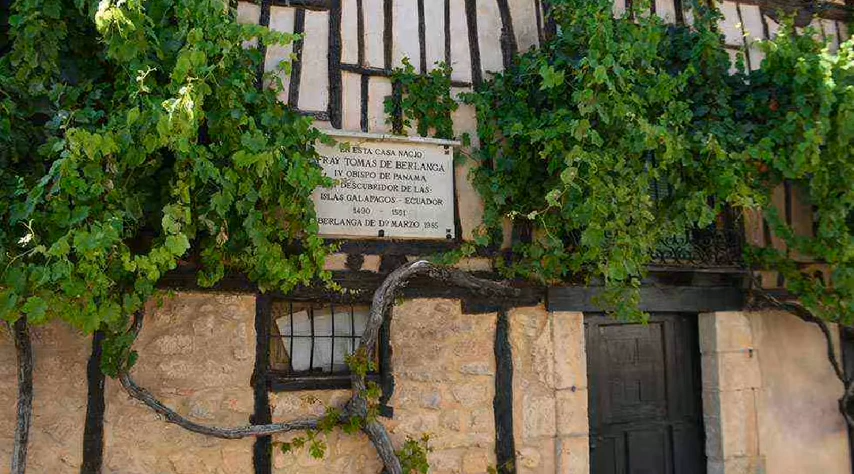 EN ESTA CASA NACIO
FRAY TOMAS DE BERLANGA
IV OBISPO DE PANAMA
DESCUBRIDOR DE LAS
ISLAS GALAPAGOS - ECUADOR
1490 - 1551
BERLANGA DE Dº MARZO 1985